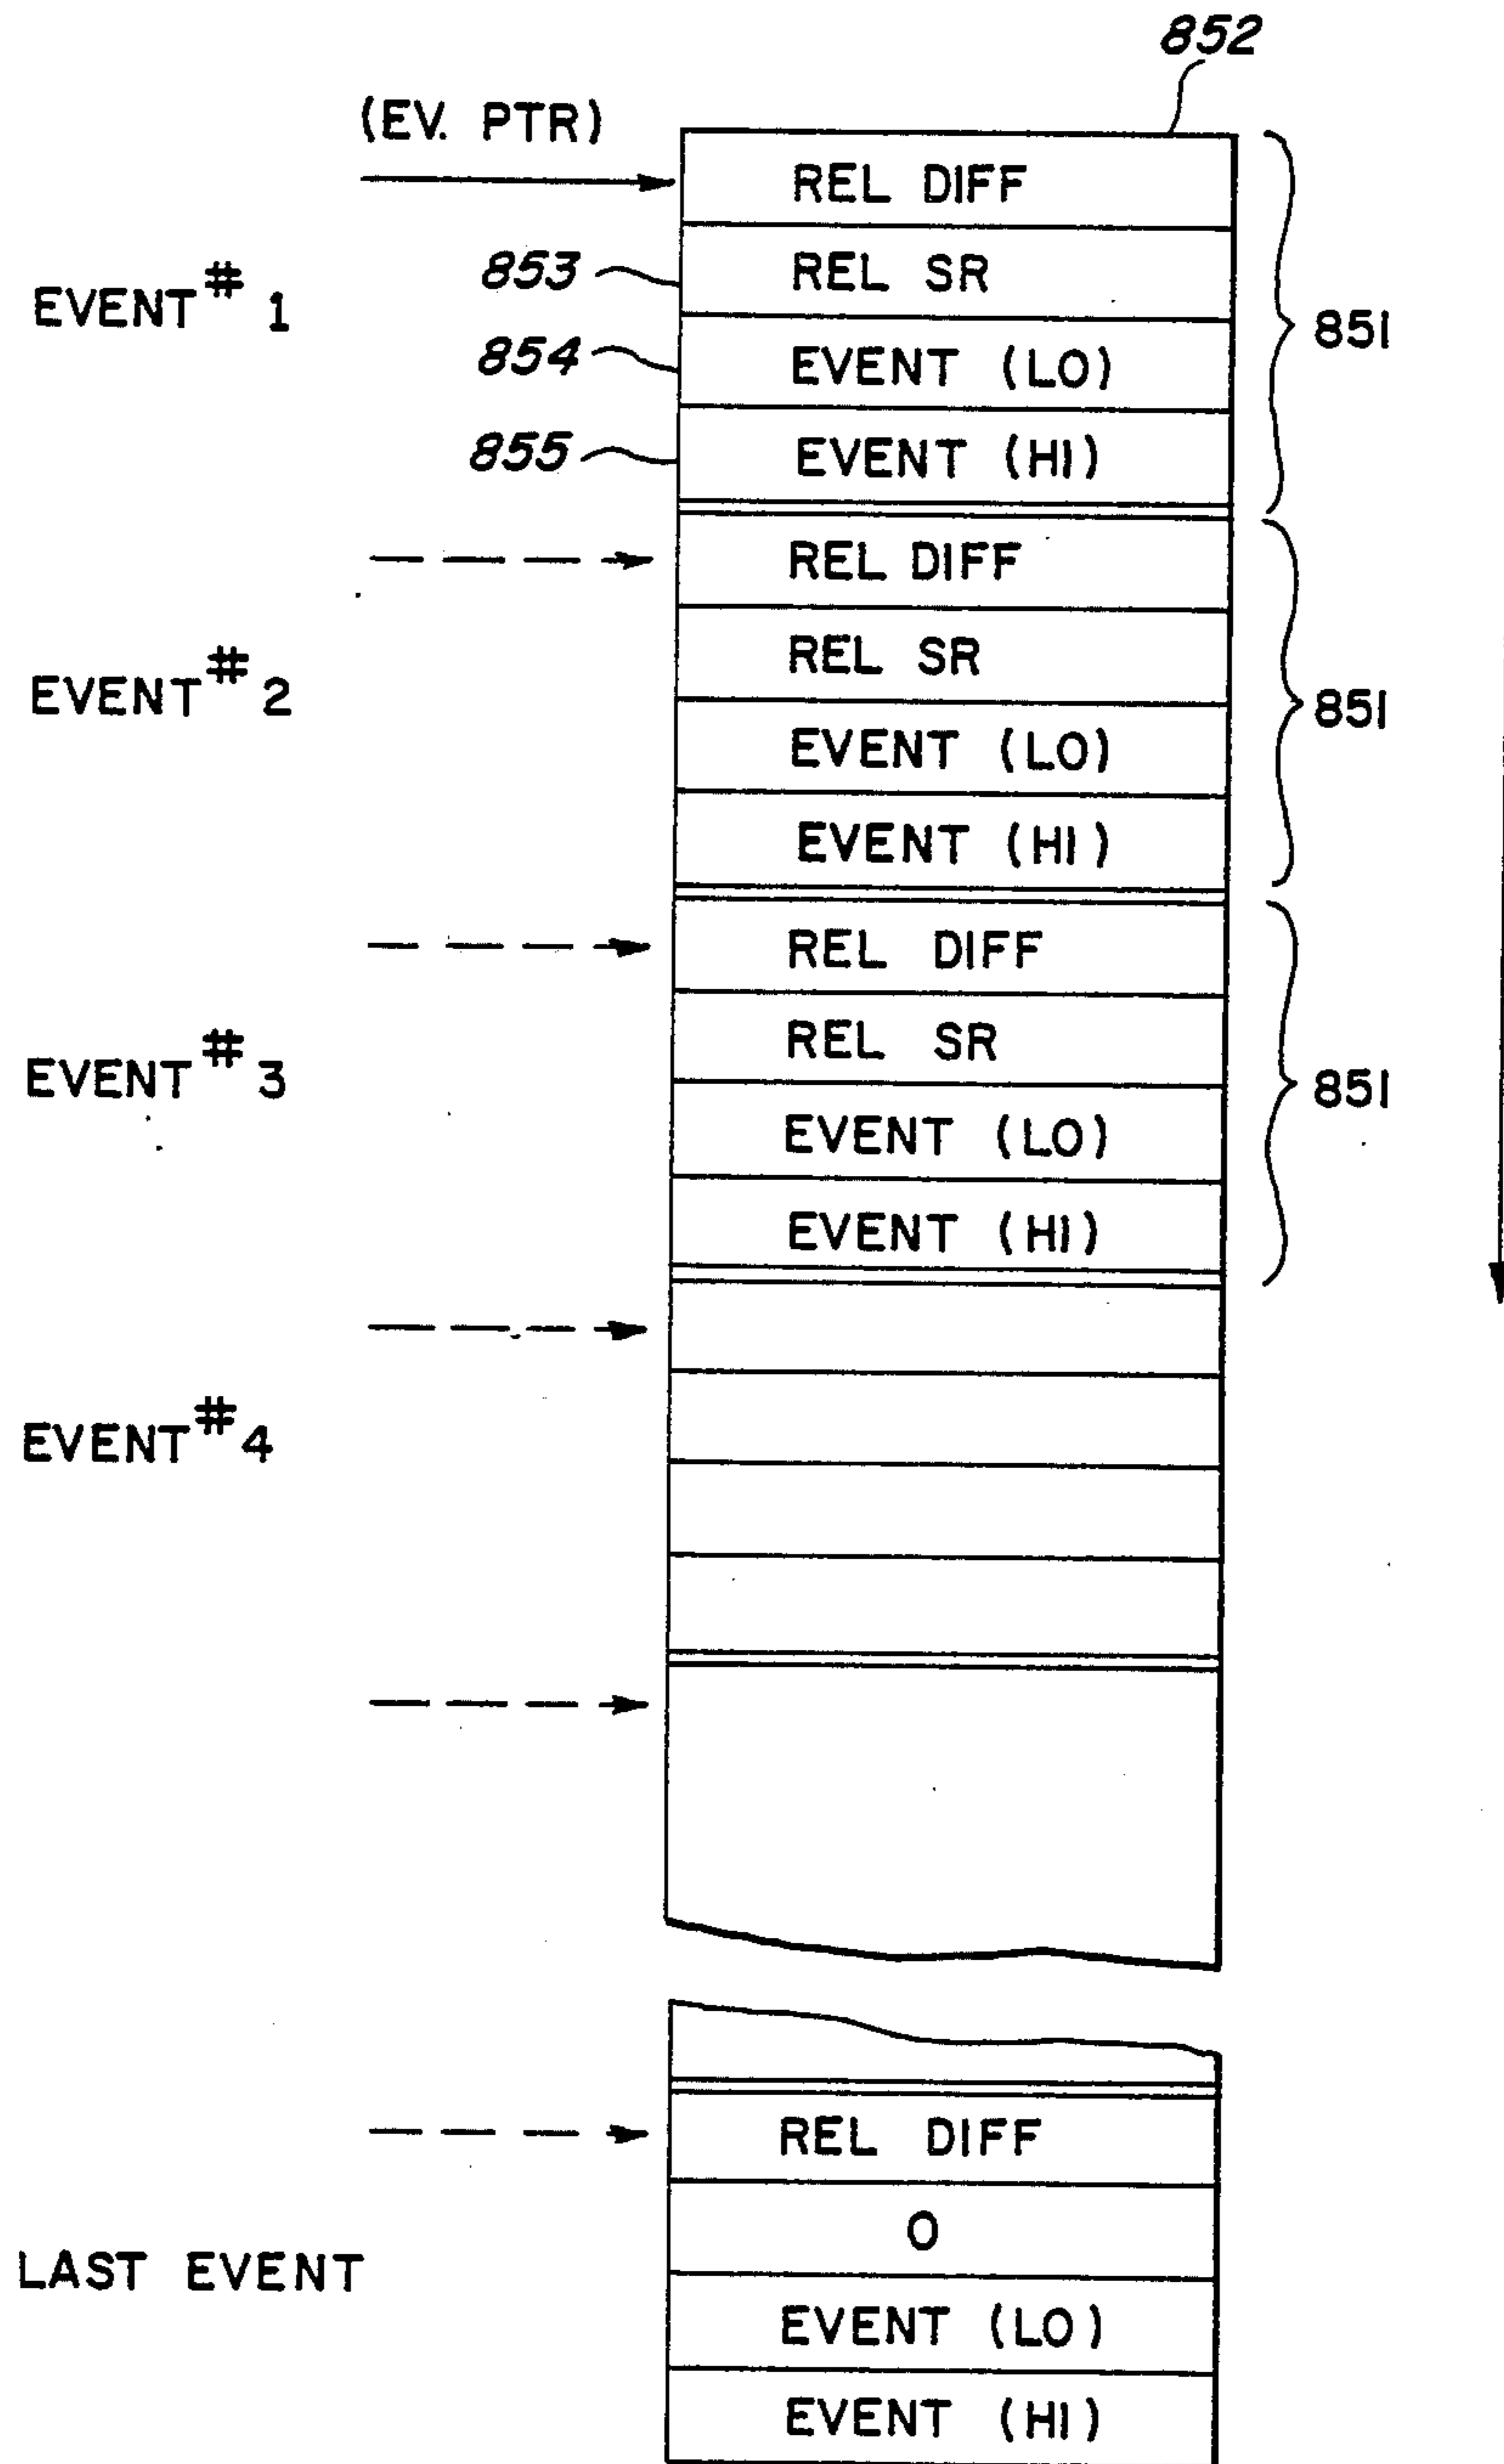 852
(EV. PTR)
REL DIFF
853
REL SR
EVENT # 1
851
854
EVENT (LO)
855
EVENT (HI)
REL DIFF
REL SR
EVENT # 2
851
EVENT (LO)
EVENT (HI)
REL DIFF
REL SR
EVENT # 3
851
EVENT (LO)
EVENT (HI)
EVENT #4
REL DIFF
0
LAST EVENT
EVENT (LO)
EVENT (HI)